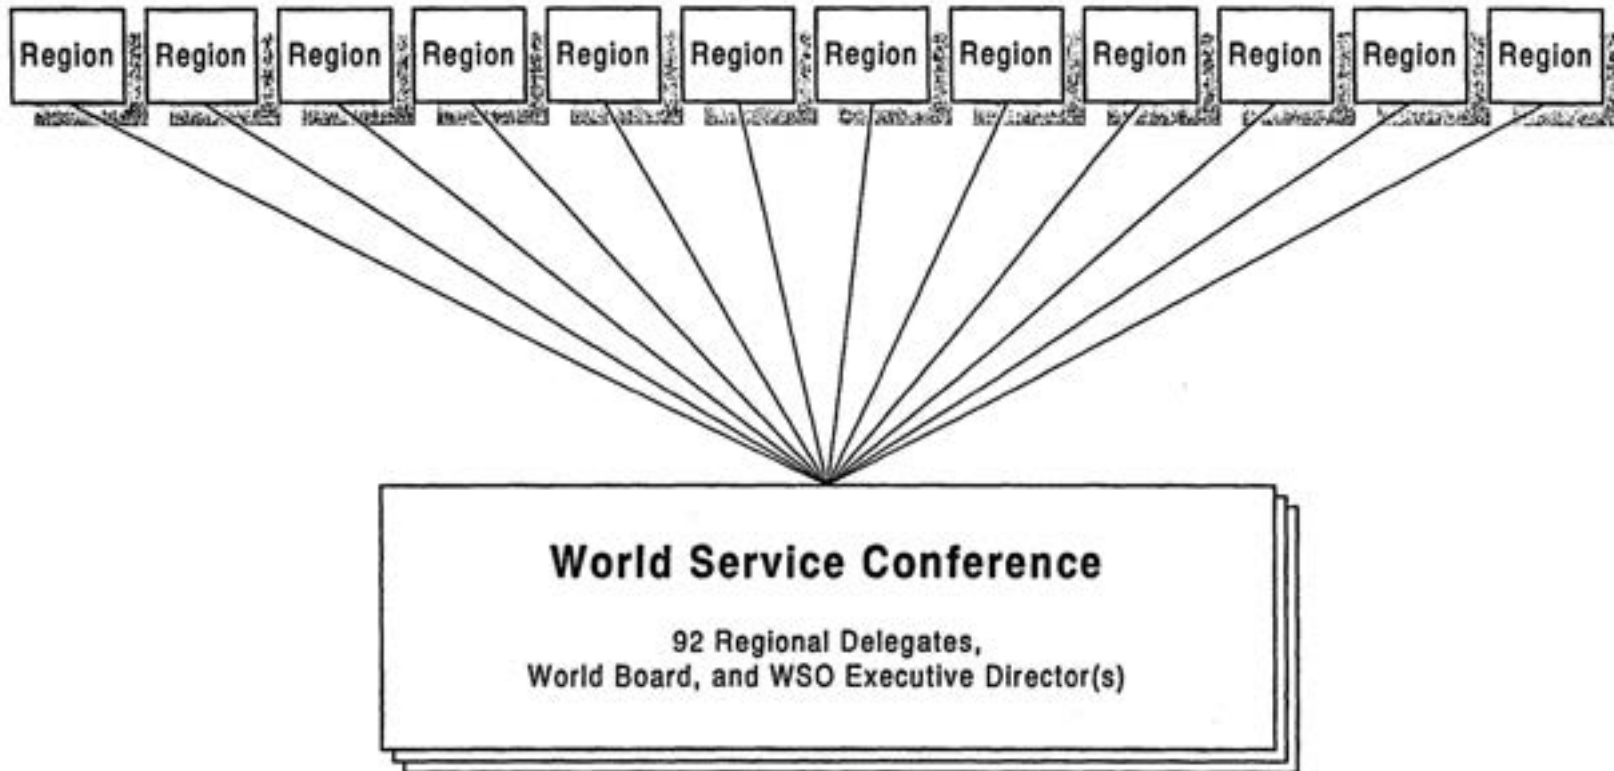 Region Region Region Region Region Region Region Region Region Region Region Region
World Service Conference
92 Regional Delegates,
World Board, and WSO Executive Director(s)